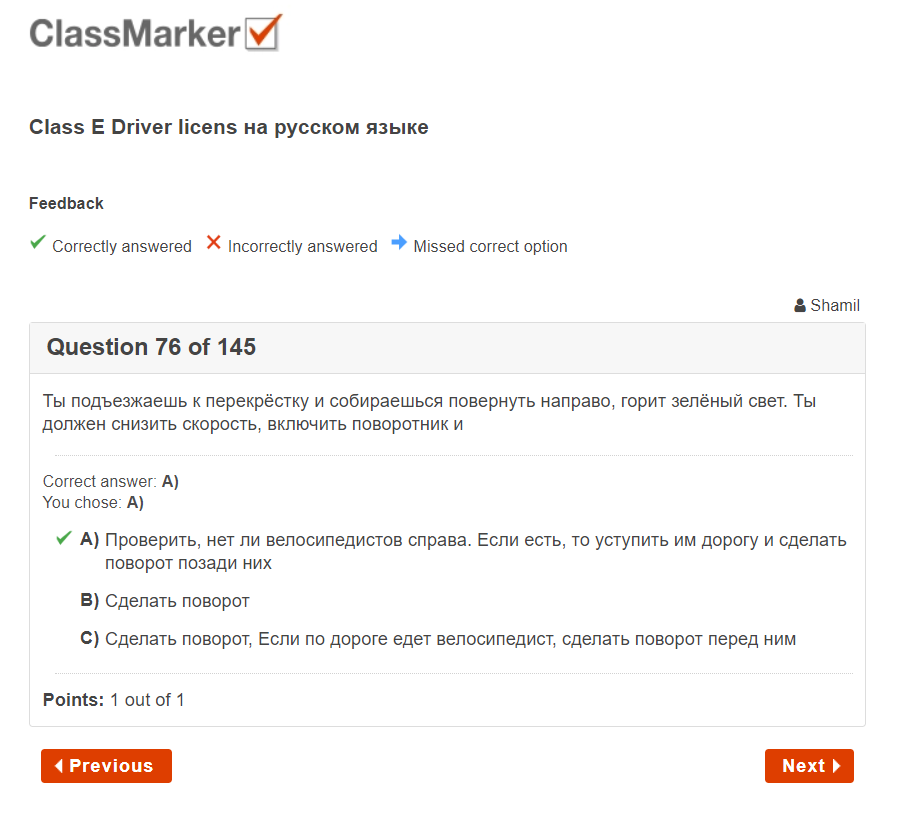 ClassMarker
Class E Driver licens на русском языке
Feedback
Correctly answered Incorrectly answered Missed correct option
Shamil
Question 76 of 145
Ты подъезжаешь к перекрёстку и собираешься повернуть направо, горит зелёный свет. Ты
должен снизить скорость, включить поворотник и
Correct answer: A)
You chose: A)
A) Проверить, нет ли велосипедистов справа. Если есть, то уступить им дорогу и сделать
поворот позади них
B) Сделать поворот
C) Сделать поворот, Если по дороге едет велосипедист, сделать поворот перед ним
Points: 1 out of 1
Previous Next